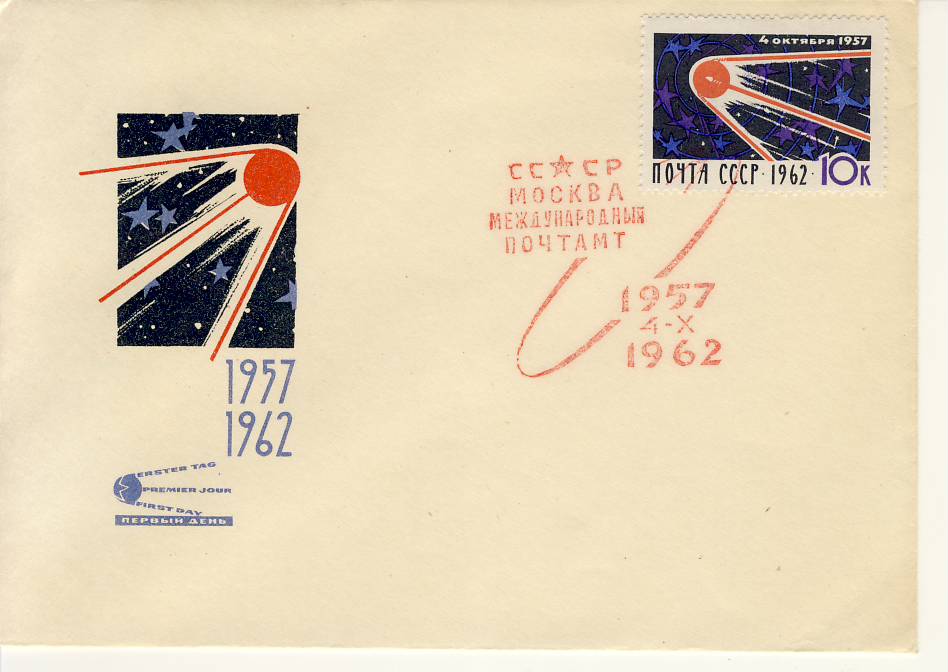 4 ОКТЯБРЯ 1957
ПОЧТА СССР · 1962 10К
СС☆СР
МОСКВА
МЕЖДУНАРОДНЫЙ
ПОЧТАМТ
1957
4-X
1962
1957
1962
ERSTER TAG
PREMIER JOUR
FIRST DAY
ПЕРВЫЙ ДЕНЬ